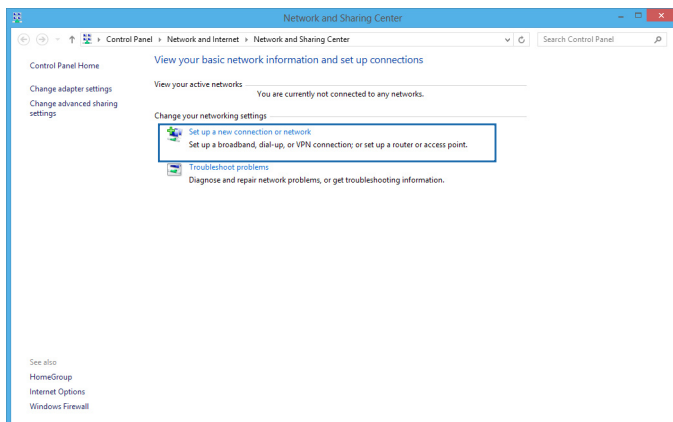 Network and Sharing Center
Control Panel Network and Internet Network and Sharing Center
Search Control Panel
Control Panel Home
Change adapter settings
Change advanced sharing
settings
View your basic network information and set up connections
View your active networks
You are currently not connected to any networks.
Change your networking settings
Set up a new connection or network
Set up a broadband, dial-up, or VPN connection; or set up a router or access point.
Troubleshoot problems
Diagnose and repair network problems, or get troubleshooting information.
See also
HomeGroup
Internet Options
Windows Firewall